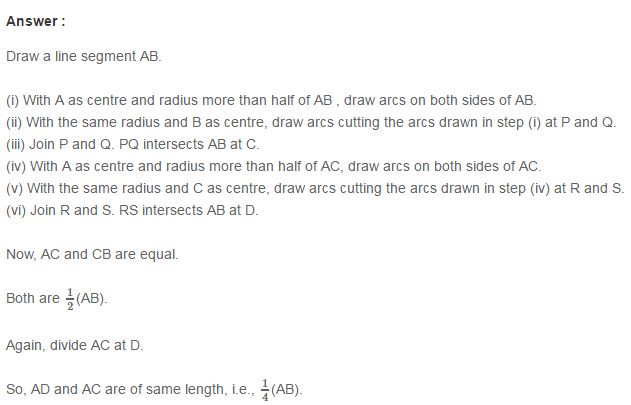 Answer :
Draw a line segment AB.
(i) With A as centre and radius more than half of AB , draw arcs on both sides of AB.
(ii) With the same radius and B as centre, draw arcs cutting the arcs drawn in step (i) at P and Q.
(iii) Join P and Q. PQ intersects AB at C.
(iv) With A as centre and radius more than half of AC, draw arcs on both sides of AC.
(v) With the same radius and C as centre, draw arcs cutting the arcs drawn in step (iv) at R and S.
(vi) Join R and S. RS intersects AB at D.
Now, AC and CB are equal.
Both are 1/2 (AB).
Again, divide AC at D.
So, AD and AC are of same length, i.e., 1/4 (AB).